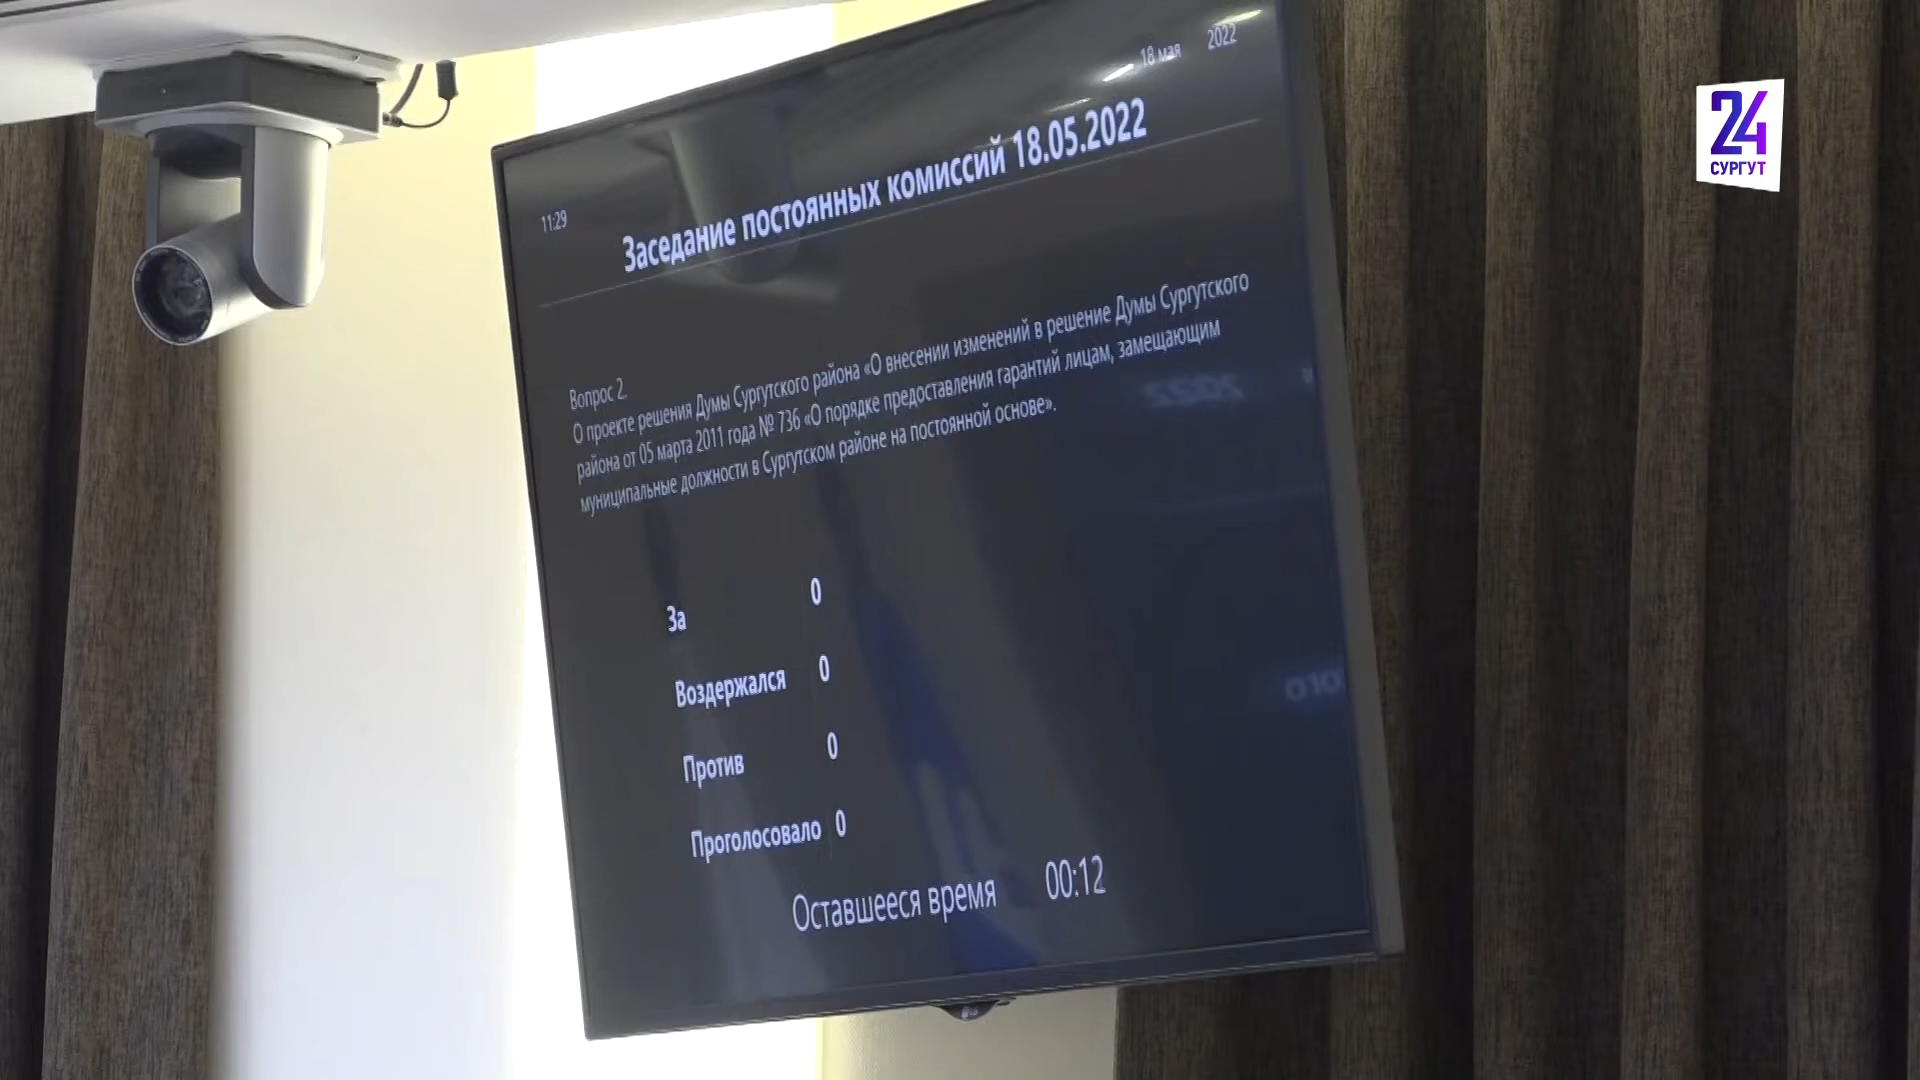 18 мая 2022
24
СУРГУТ
11:29
Заседание постоянных комиссий 18.05.2022
Вопрос 2.
О проекте решения Думы Сургутского района «О внесении изменений в решение Думы Сургутского
района от 05 марта 2011 года № 736 «О порядке предоставления гарантий лицам, замещающим
муниципальные должности в Сургутском районе на постоянной основе».
За 0
Воздержался 0
Против 0
Проголосовало 0
Оставшееся время 00:12